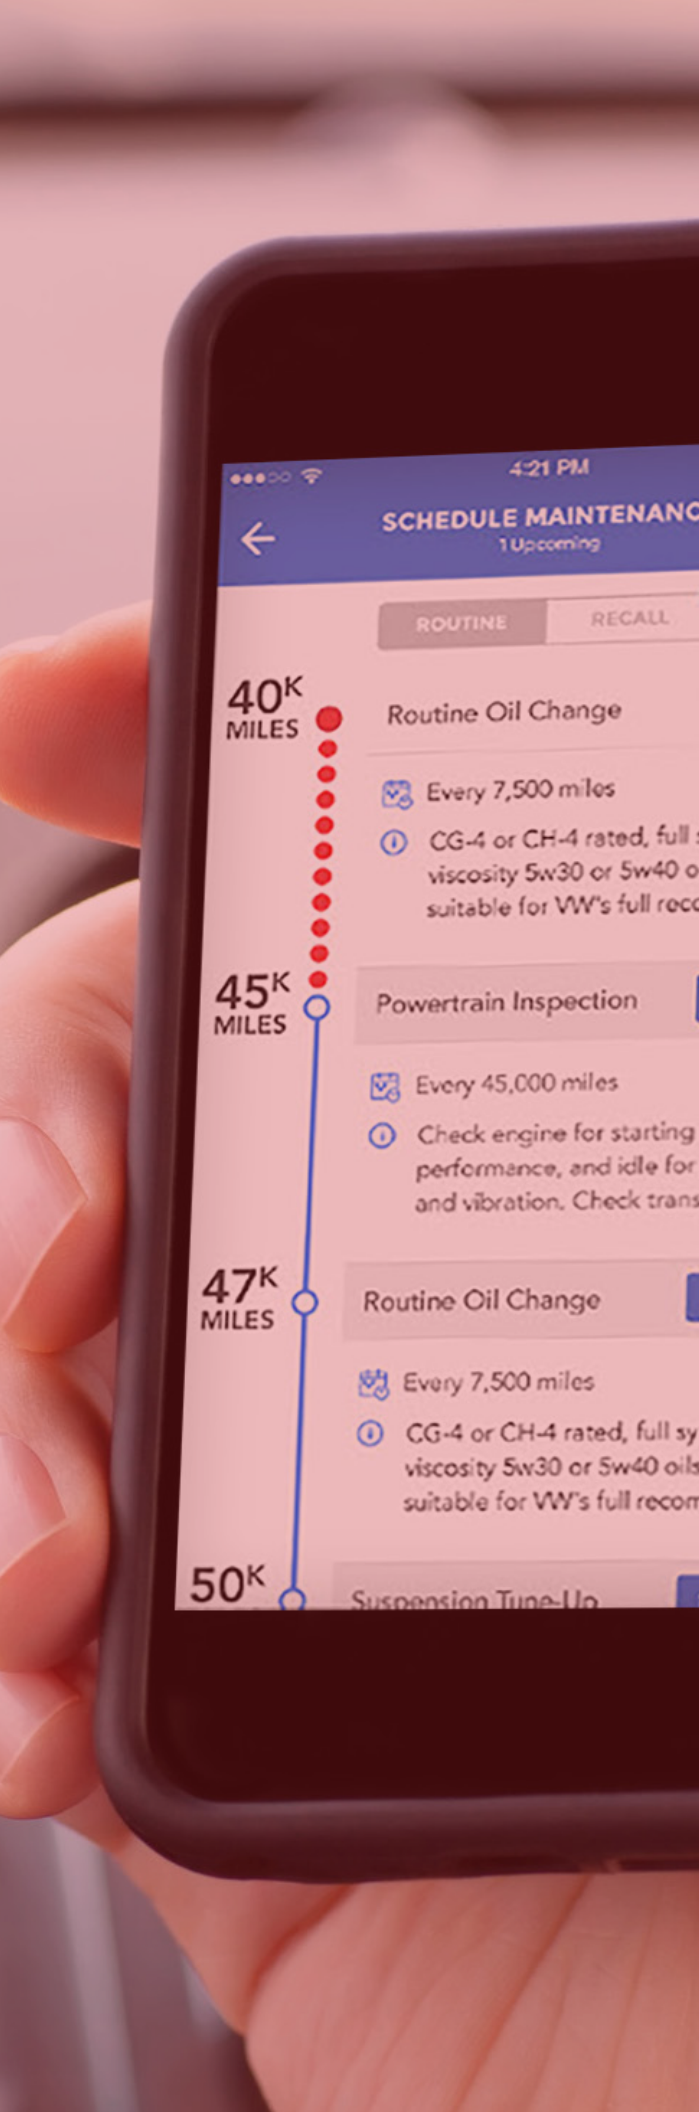 4:21 PM
SCHEDULE MAINTENANC
1 Upcoming
ROUTINE RECALL
40K
MILES
Routine Oil Change
Every 7,500 miles
CG-4 or CH-4 rated, full s
viscosity 5w30 or 5w40 o
suitable for VW's full reco
45K
MILES
Powertrain Inspection
Every 45,000 miles
Check engine for starting
performance, and idle for
and vibration. Check trans
47K
MILES
Routine Oil Change
Every 7,500 miles
CG-4 or CH-4 rated, full sy
viscosity 5w30 or 5w40 oils
suitable for VW's full recom
50K
Suspension Tune-Up